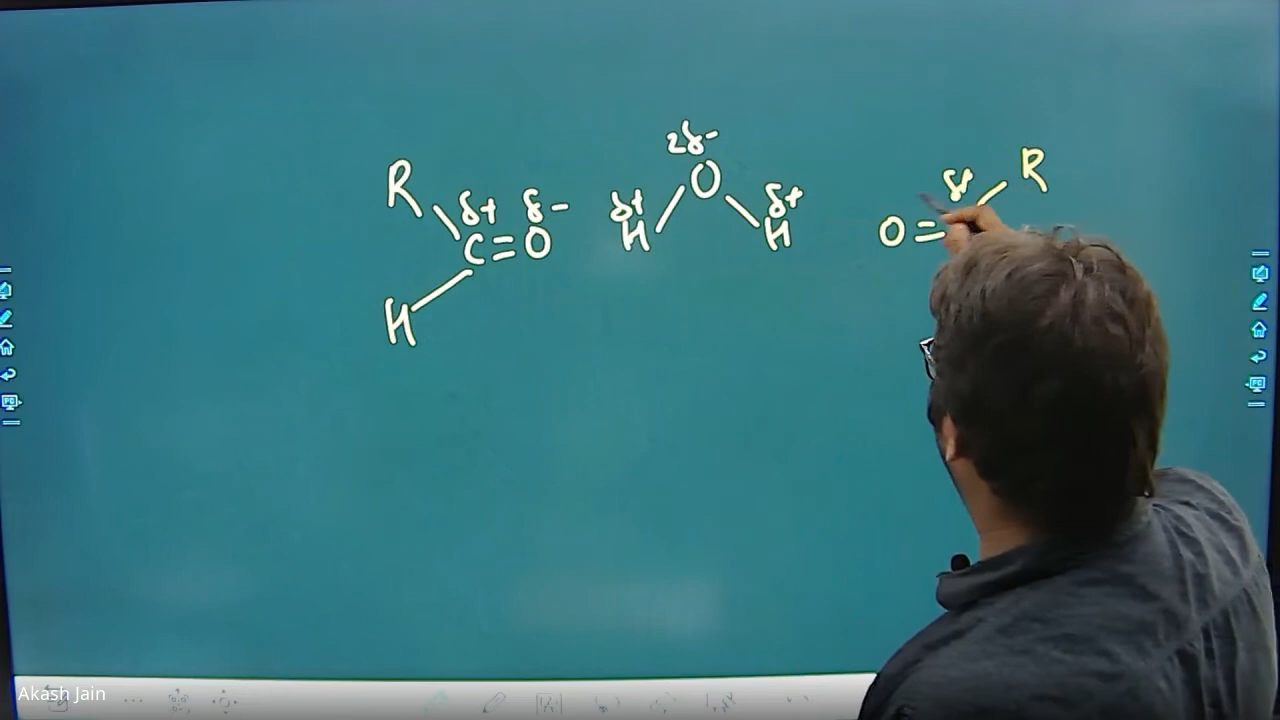 2δ-
R δ+ δ- δ+ O δ+ δ+ R
C=O H H O=
H
Akash Jain